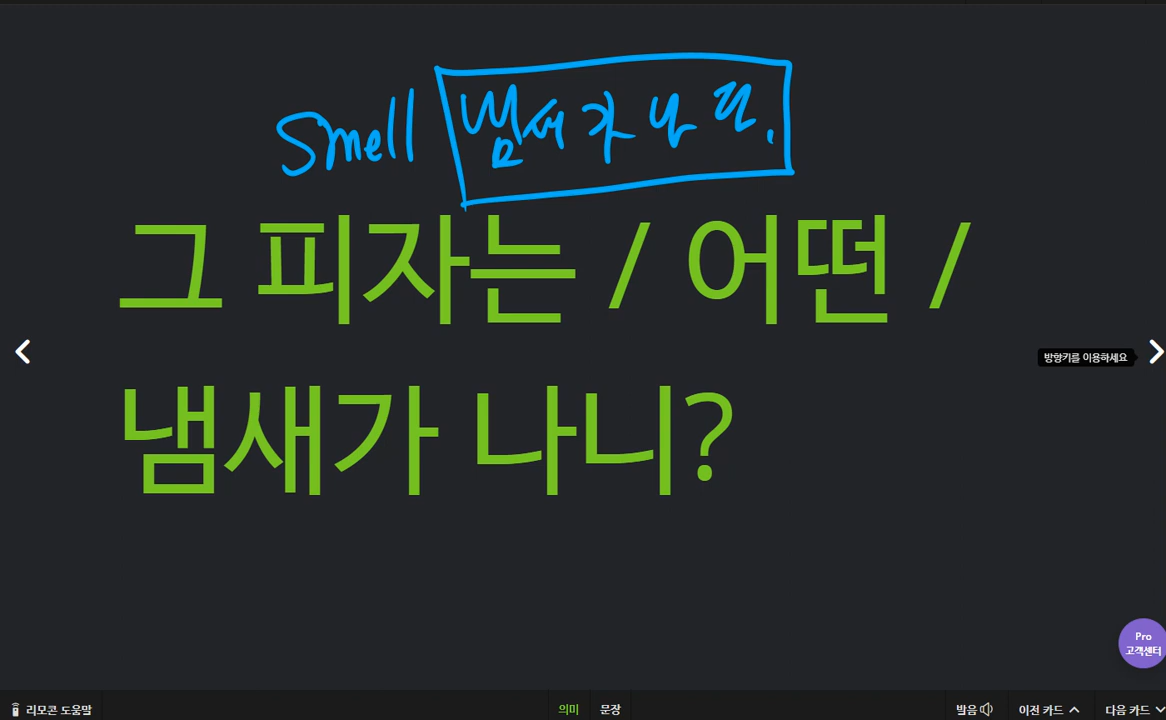 Smell 냄새가 나다.
그 피자는 / 어떤 /
냄새가 나니?
방향키를 이용하세요
Pro
고객센터
리모콘 도움말 의미 문장 발음 이전 카드 다음 카드